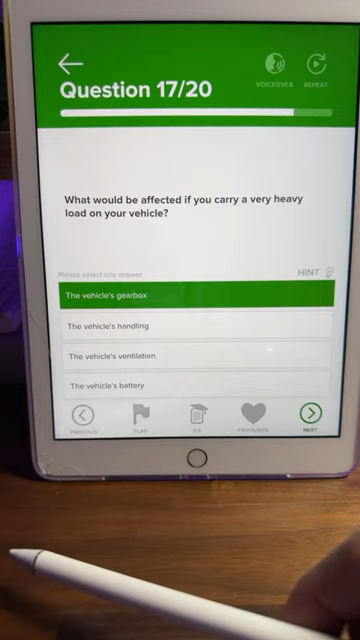 Question 17/20
VOICEOVER
REPEAT
What would be affected if you carry a very heavy
load on your vehicle?
Please select one answer
HINT
The vehicle's gearbox
The vehicle's handling
The vehicle's ventilation
The vehicle's battery
PREVIOUS
FLAG
FAVOURITE
NEXT